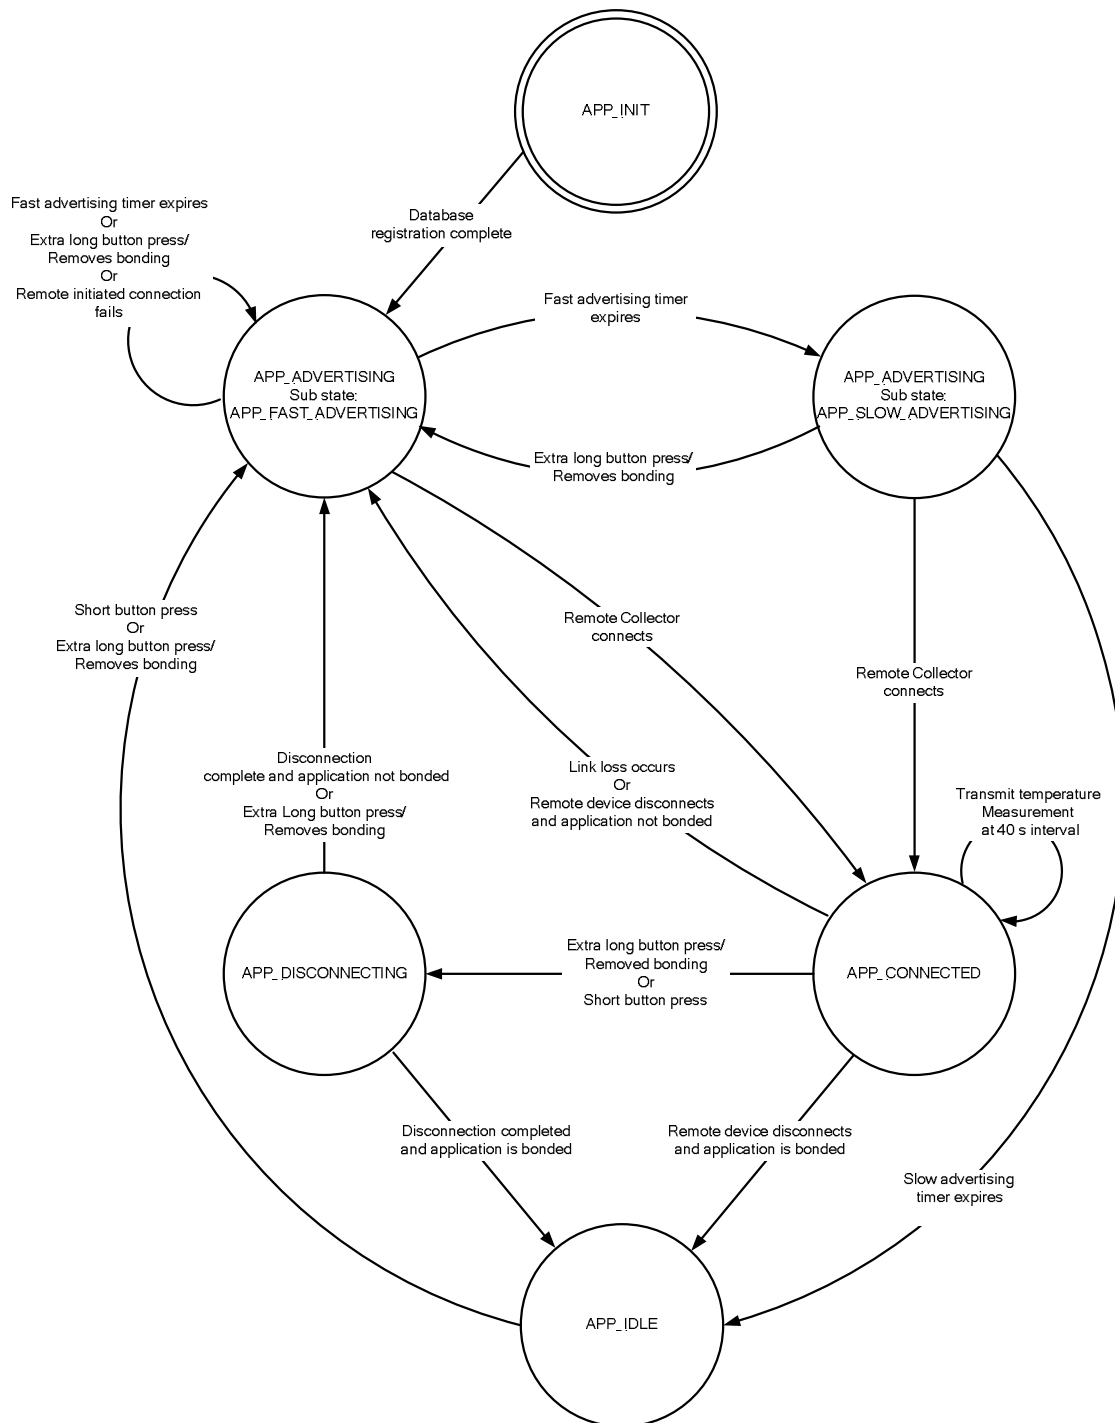 APP_INIT
Database
registration complete
Fast advertising timer expires
Or
Extra long button press/
Removes bonding
Or
Remote initiated connection
fails
Fast advertising timer
expires
APP_ADVERTISING
Sub state:
APP_FAST_ADVERTISING
APP_ADVERTISING
Sub state:
APP_SLOW_ADVERTISING
Extra long button press/
Removes bonding
Short button press
Or
Extra long button press/
Removes bonding
Remote Collector
connects
Remote Collector
connects
Disconnection
complete and application not bonded
Or
Extra Long button press/
Removes bonding
Link loss occurs
Or
Remote device disconnects
and application not bonded
Transmit temperature
Measurement
at 40 s interval
APP_DISCONNECTING
Extra long button press/
Removed bonding
Or
Short button press
APP_CONNECTED
Disconnection completed
and application is bonded
Remote device disconnects
and application is bonded
Slow advertising
timer expires
APP_IDLE